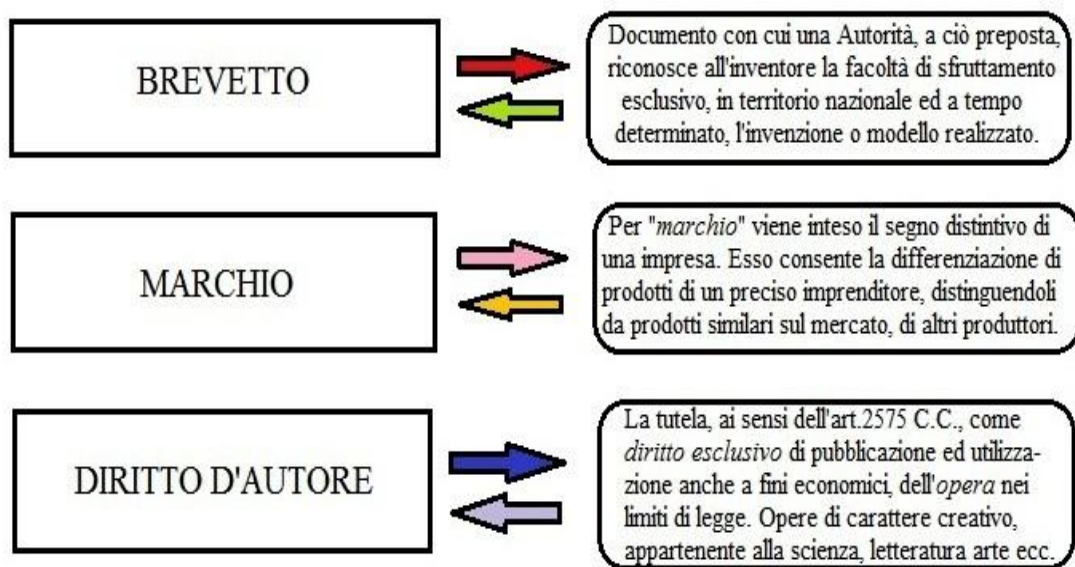 BREVETTO
Documento con cui una Autorità, a ciò preposta,
riconosce all'inventore la facoltà di sfruttamento
esclusivo, in territorio nazionale ed a tempo
determinato, l'invenzione o modello realizzato.
MARCHIO
Per "marchio" viene inteso il segno distintivo di
una impresa. Esso consente la differenziazione di
prodotti di un preciso imprenditore, distinguendoli
da prodotti similari sul mercato, di altri produttori.
DIRITTO D'AUTORE
La tutela, ai sensi dell'art.2575 C.C., come
diritto esclusivo di pubblicazione ed utilizza-
zione anche a fini economici, dell'opera nei
limiti di legge. Opere di carattere creativo,
appartenente alla scienza, letteratura arte ecc.